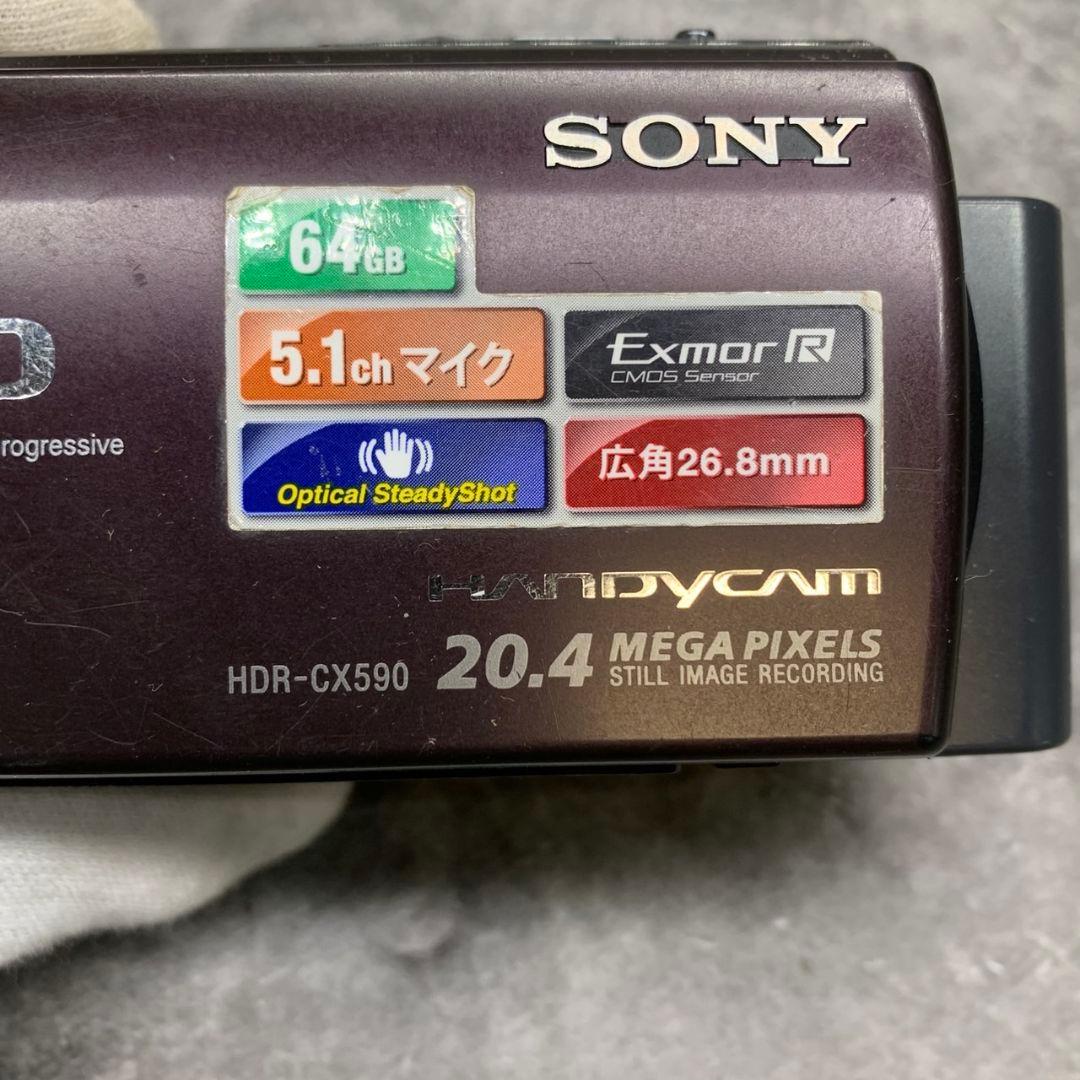 SONY
64GB
5.1ch マイク
Exmor R
CMOS Sensor
Optical SteadyShot
広角26.8mm
rogressive
HANDYCAM
HDR-CX590
20.4 MEGA PIXELS
STILL IMAGE RECORDING